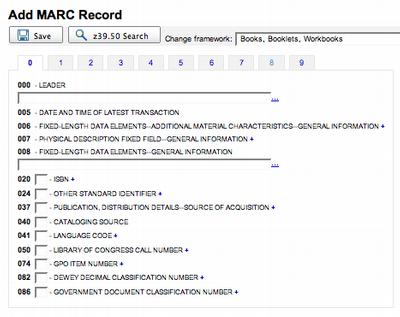 Add MARC Record
Save z39.50 Search Change framework: Books, Booklets, Workbooks
0 1 2 3 4 5 6 7 8 9
000 - LEADER
...
005 - DATE AND TIME OF LATEST TRANSACTION
006 - FIXED-LENGTH DATA ELEMENTS--ADDITIONAL MATERIAL CHARACTERISTICS--GENERAL INFORMATION +
007 - PHYSICAL DESCRIPTION FIXED FIELD--GENERAL INFORMATION +
008 - FIXED-LENGTH DATA ELEMENTS--GENERAL INFORMATION
...
020 - ISBN +
024 - OTHER STANDARD IDENTIFIER +
037 - PUBLICATION, DISTRIBUTION DETAILS--SOURCE OF ACQUISITION +
040 - CATALOGING SOURCE
041 - LANGUAGE CODE +
050 - LIBRARY OF CONGRESS CALL NUMBER +
074 - GPO ITEM NUMBER +
082 - DEWEY DECIMAL CLASSIFICATION NUMBER +
086 - GOVERNMENT DOCUMENT CLASSIFICATION NUMBER +